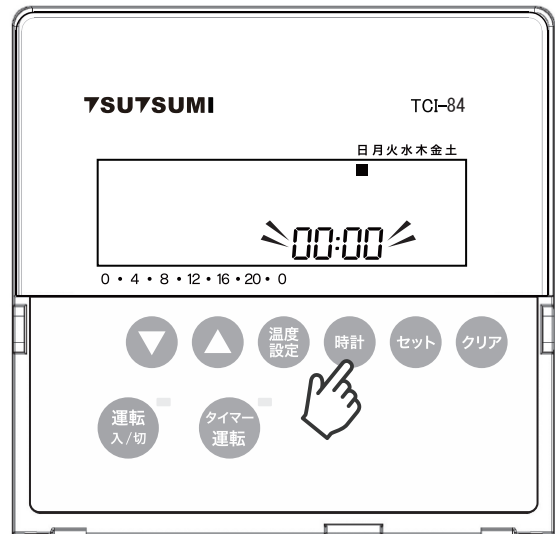 TSUTSUMI
TCI-84
日月火水木金土
00:00
0・4・8・12・16・20・0
温度
設定
時計
セット
クリア
運転
入/切
タイマー
運転